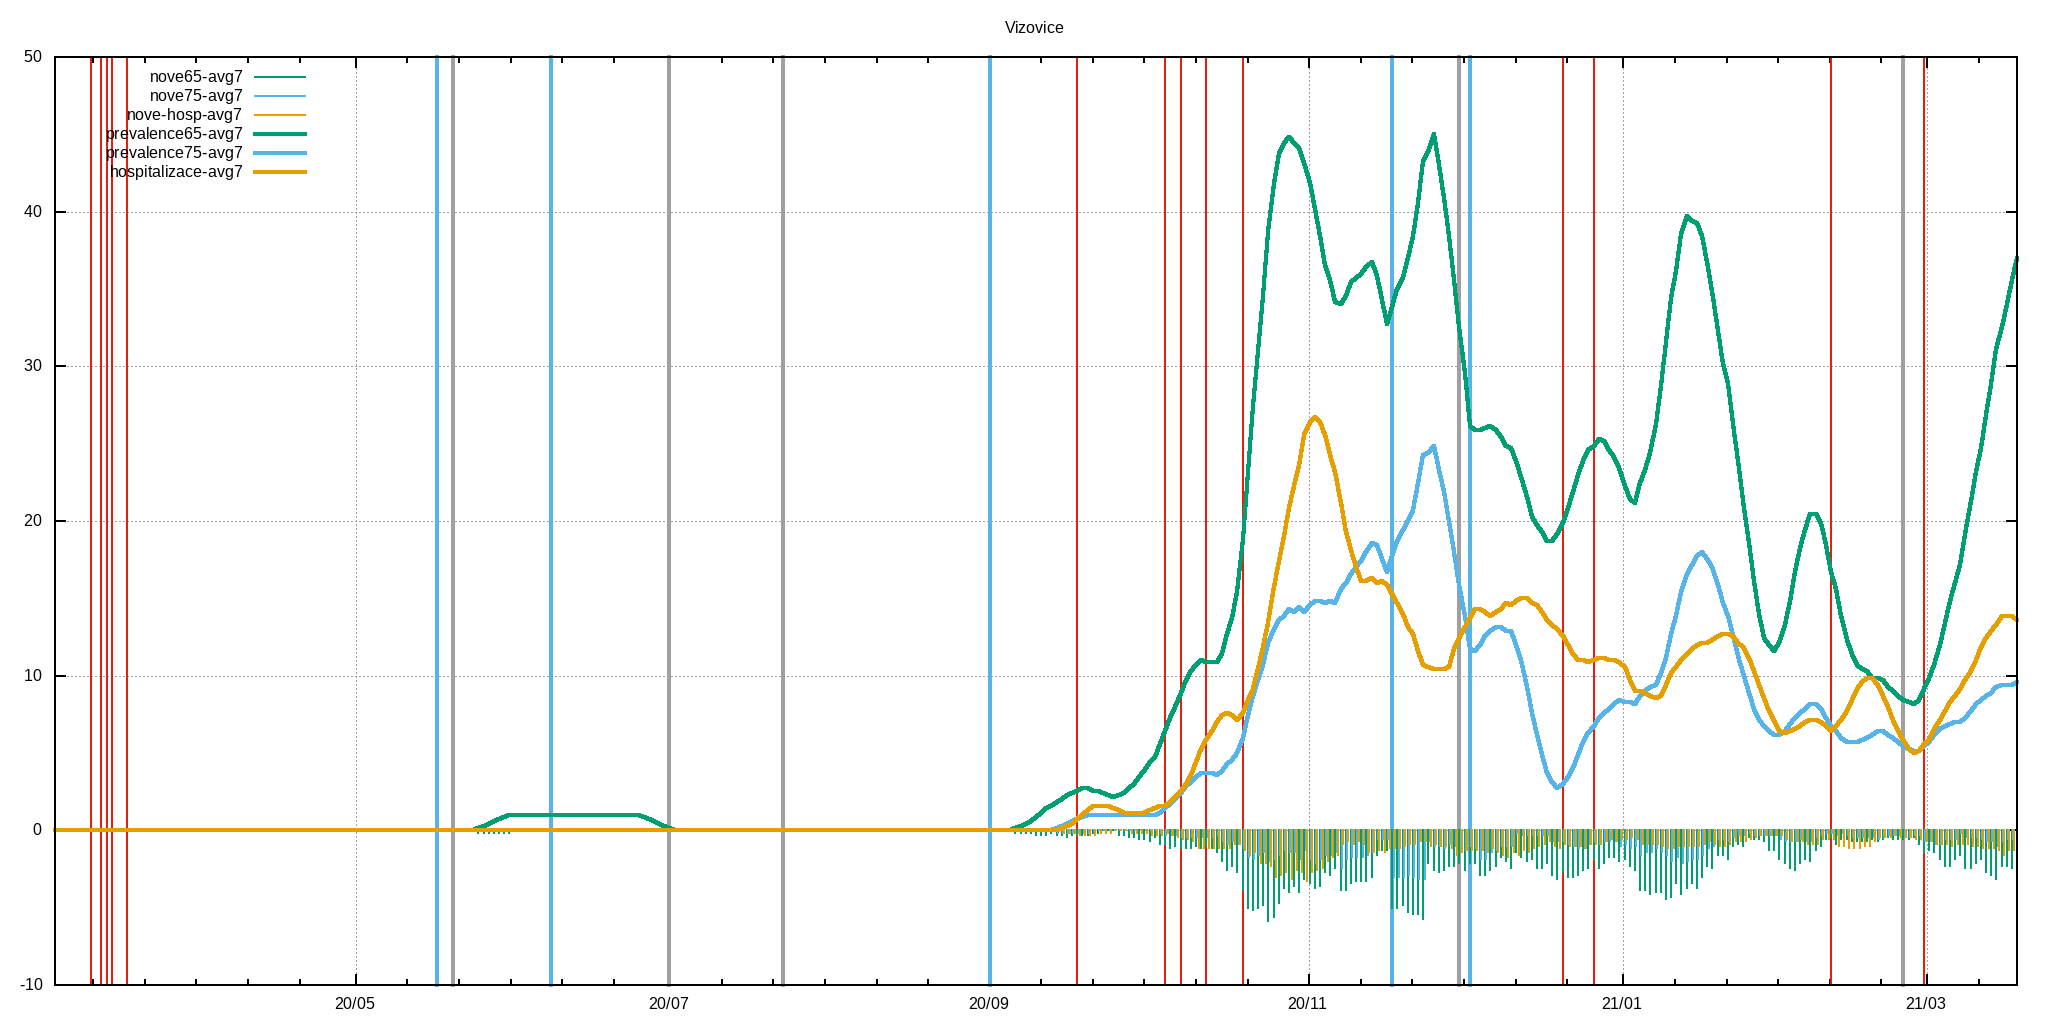 Vizovice
50
nove65-avg7
nove75-avg7
nove-hosp-avg7
prevalence65-avg7
prevalence75-avg7
hospitalizace-avg7
40
30
20
10
0
-10
20/05 20/07 20/09 20/11 21/01 21/03